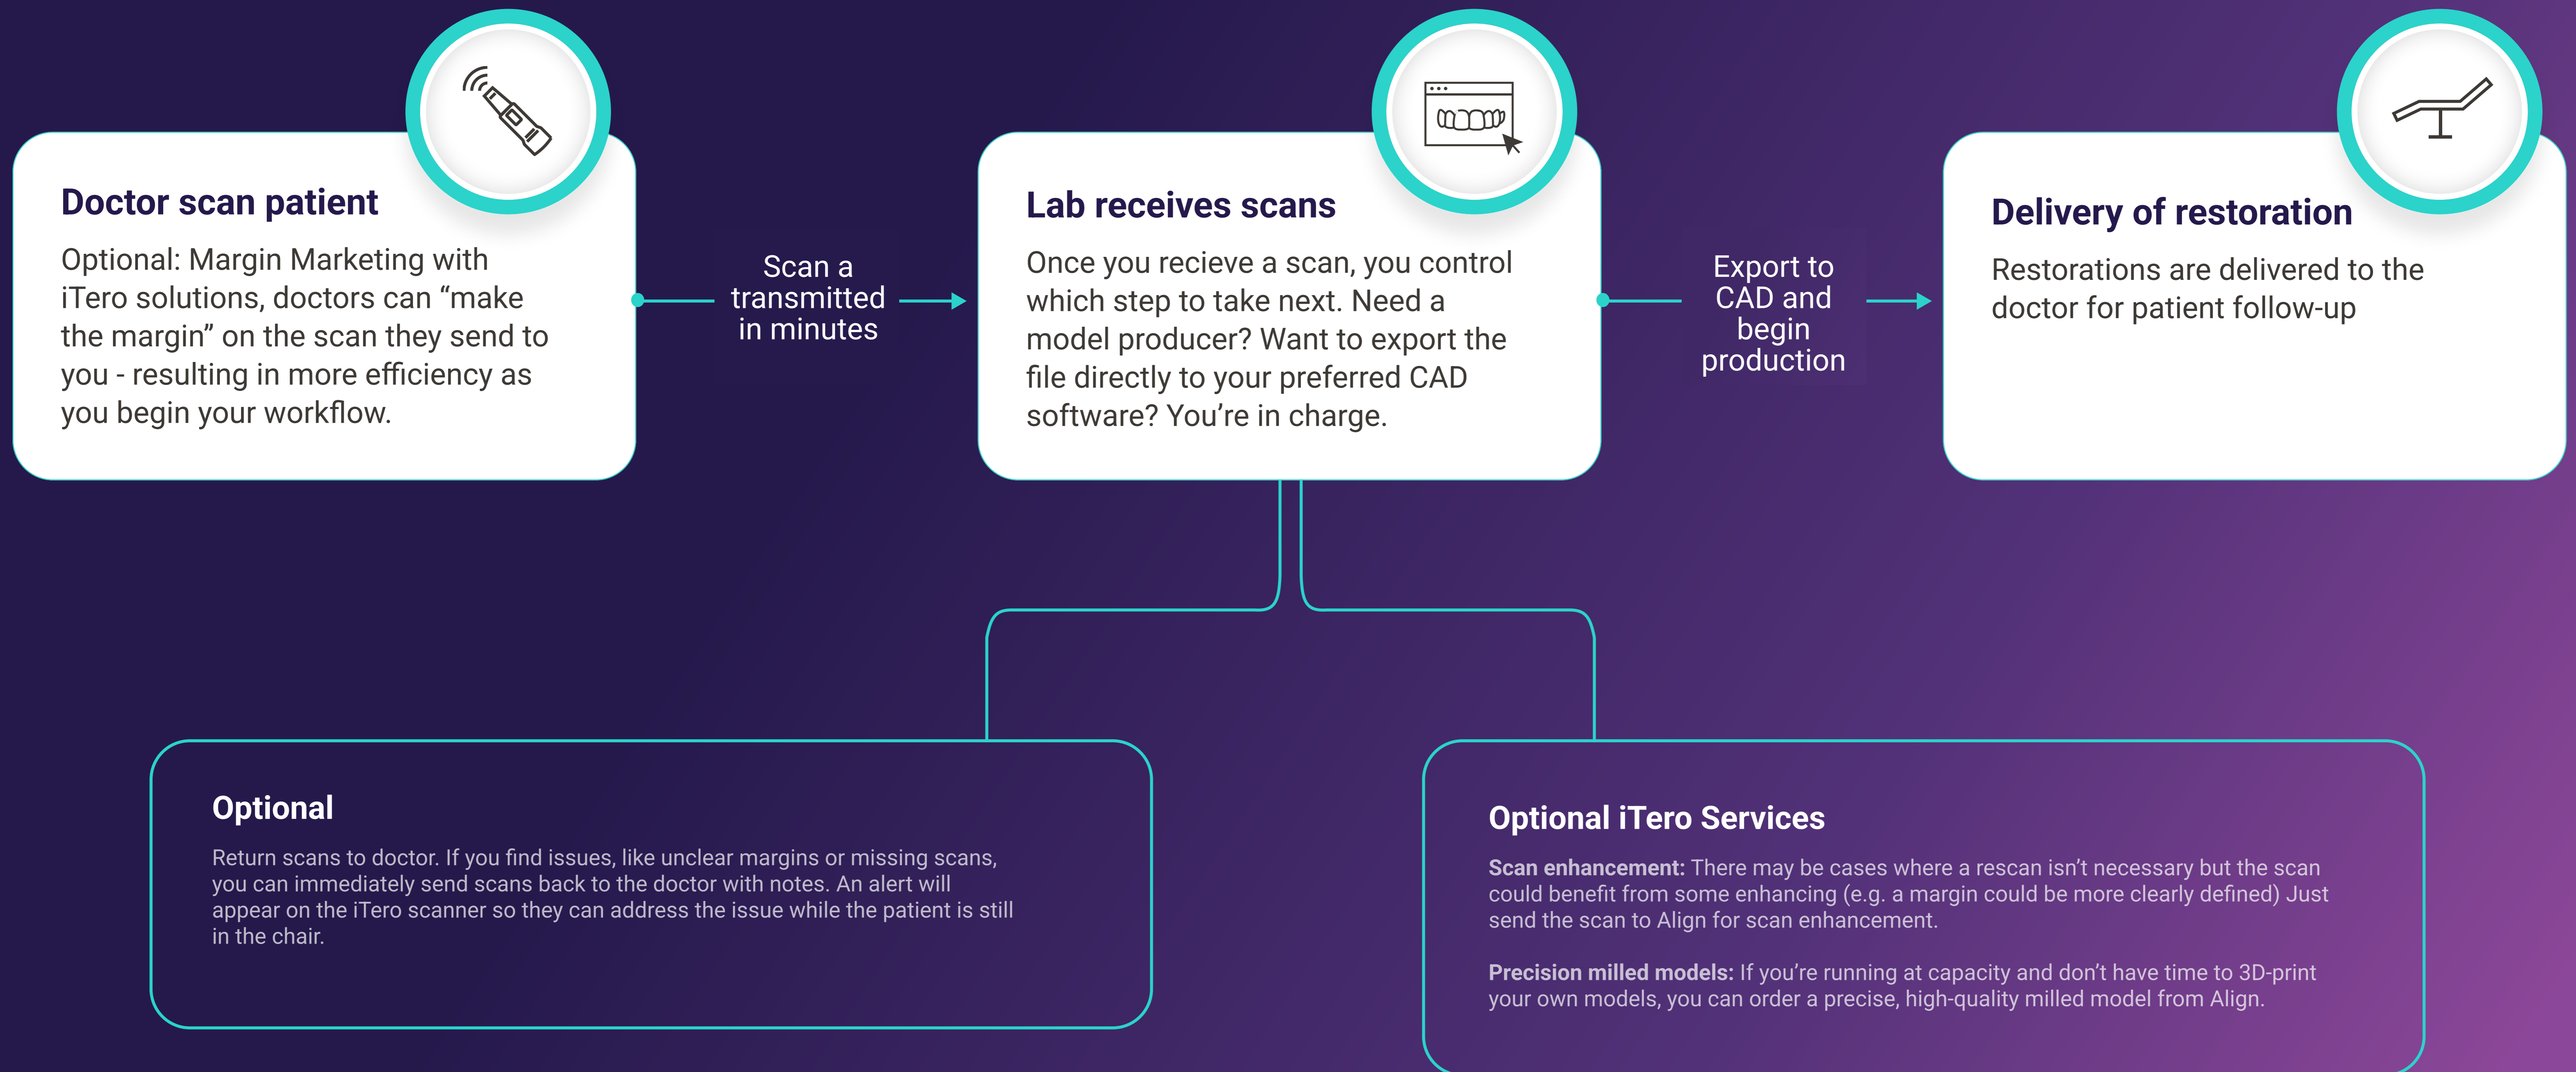 Doctor scan patient
Optional: Margin Marketing with
iTero solutions, doctors can “make
the margin” on the scan they send to
you - resulting in more efficiency as
you begin your workflow.
Scan a
transmitted
in minutes
Lab receives scans
Once you recieve a scan, you control
which step to take next. Need a
model producer? Want to export the
file directly to your preferred CAD
software? You’re in charge.
Export to
CAD and
begin
production
Delivery of restoration
Restorations are delivered to the
doctor for patient follow-up
Optional
Return scans to doctor. If you find issues, like unclear margins or missing scans,
you can immediately send scans back to the doctor with notes. An alert will
appear on the iTero scanner so they can address the issue while the patient is still
in the chair.
Optional iTero Services
Scan enhancement: There may be cases where a rescan isn’t necessary but the scan
could benefit from some enhancing (e.g. a margin could be more clearly defined) Just
send the scan to Align for scan enhancement.
Precision milled models: If you’re running at capacity and don’t have time to 3D-print
your own models, you can order a precise, high-quality milled model from Align.